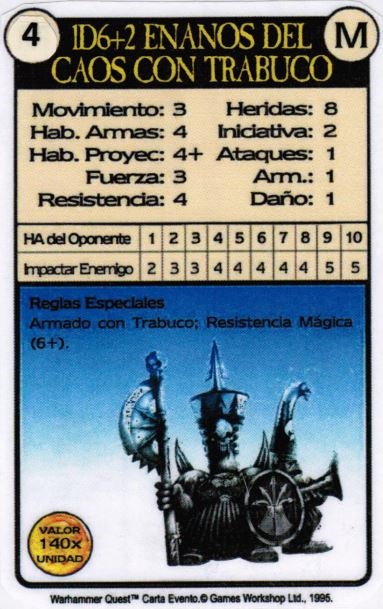 4
1D6+2 ENANOS DEL
CAOS CON TRABUCO
M
Movimiento: 3 Heridas: 8
Hab. Armas: 4 Iniciativa: 2
Hab. Proyec: 4+ Ataques: 1
Fuerza: 3 Arm.: 1
Resistencia: 4 Daño: 1
HA del Oponente 1 2 3 4 5 6 7 8 9 10
Impactar Enemigo 2 3 3 4 4 4 4 4 5 5
Reglas Especiales
Armado con Trabuco; Resistencia Mágica
(6+).
VALOR
140x
UNIDAD
Warhammer Quest™ Carta Evento.© Games Workshop Ltd., 1995.